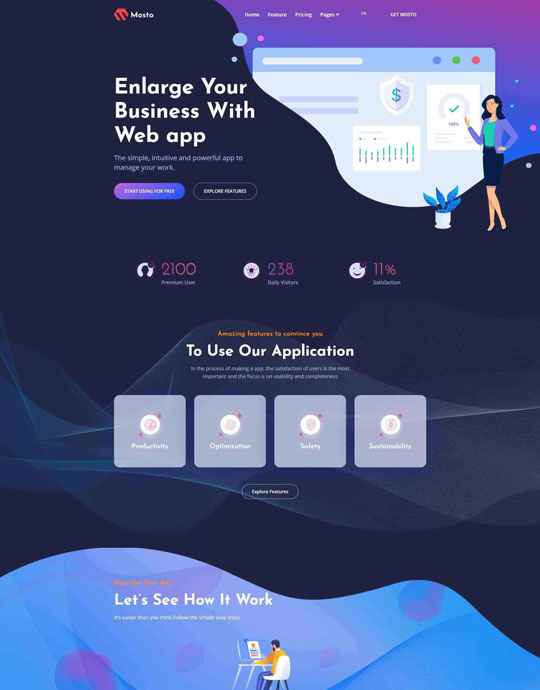 Mosto
Home Feature Pricing Pages GET MOSTO
Enlarge Your
Business With
Web app
The simple, intuitive and powerful app to
manage your work.
START USING FOR FREE EXPLORE FEATURES
100%
2100 238 11%
Premium User Daily Visitors Satisfaction
Amazing features to convince you
To Use Our Application
In the process of making a app, the satisfaction of users is the most
important and the focus is on usability and completeness
Productivity Optimization Safety Sustainability
Explore Features
Let's See How It Work
It's easier than you think.Follow the simple easy steps